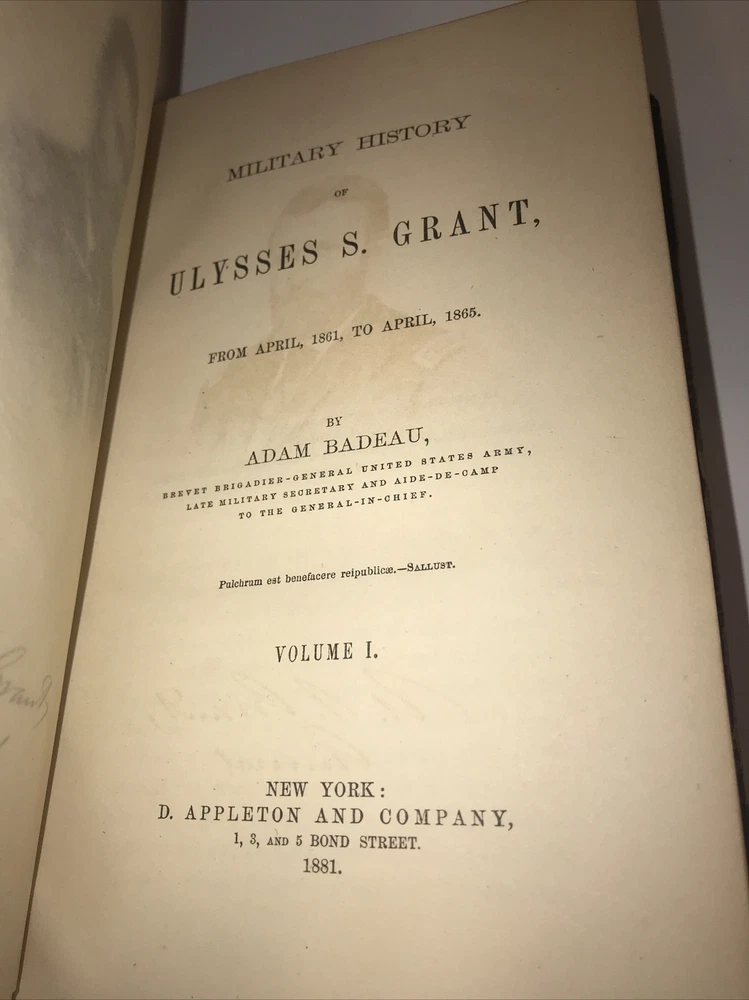 MILITARY HISTORY
OF
ULYSSES S. GRANT,
FROM APRIL, 1861, TO APRIL, 1865.
BY
ADAM BADEAU,
BREVET BRIGADIER-GENERAL UNITED STATES ARMY,
LATE MILITARY SECRETARY AND AIDE-DE-CAMP
TO THE GENERAL-IN-CHIEF.
Pulchrum est benefacere reipublicæ.—SALLUST.
VOLUME I.
NEW YORK:
D. APPLETON AND COMPANY,
1, 3, AND 5 BOND STREET.
1881.